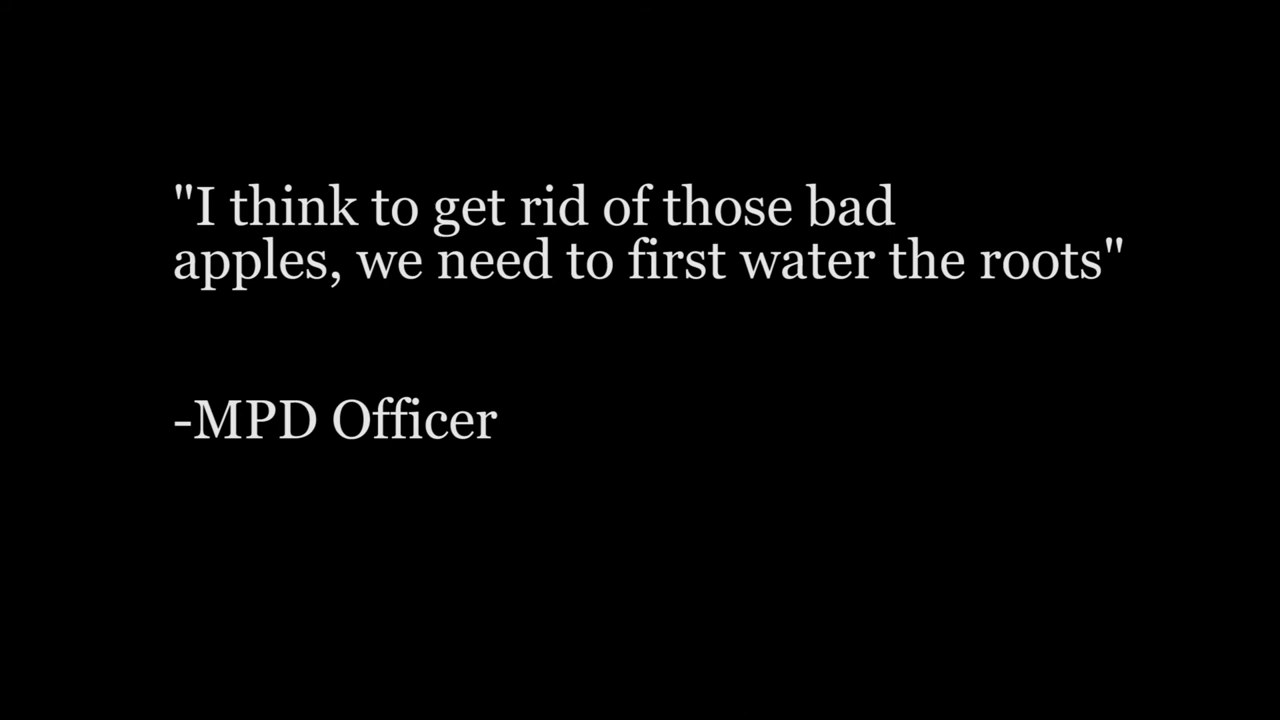 "I think to get rid of those bad
apples, we need to first water the roots"
-MPD Officer